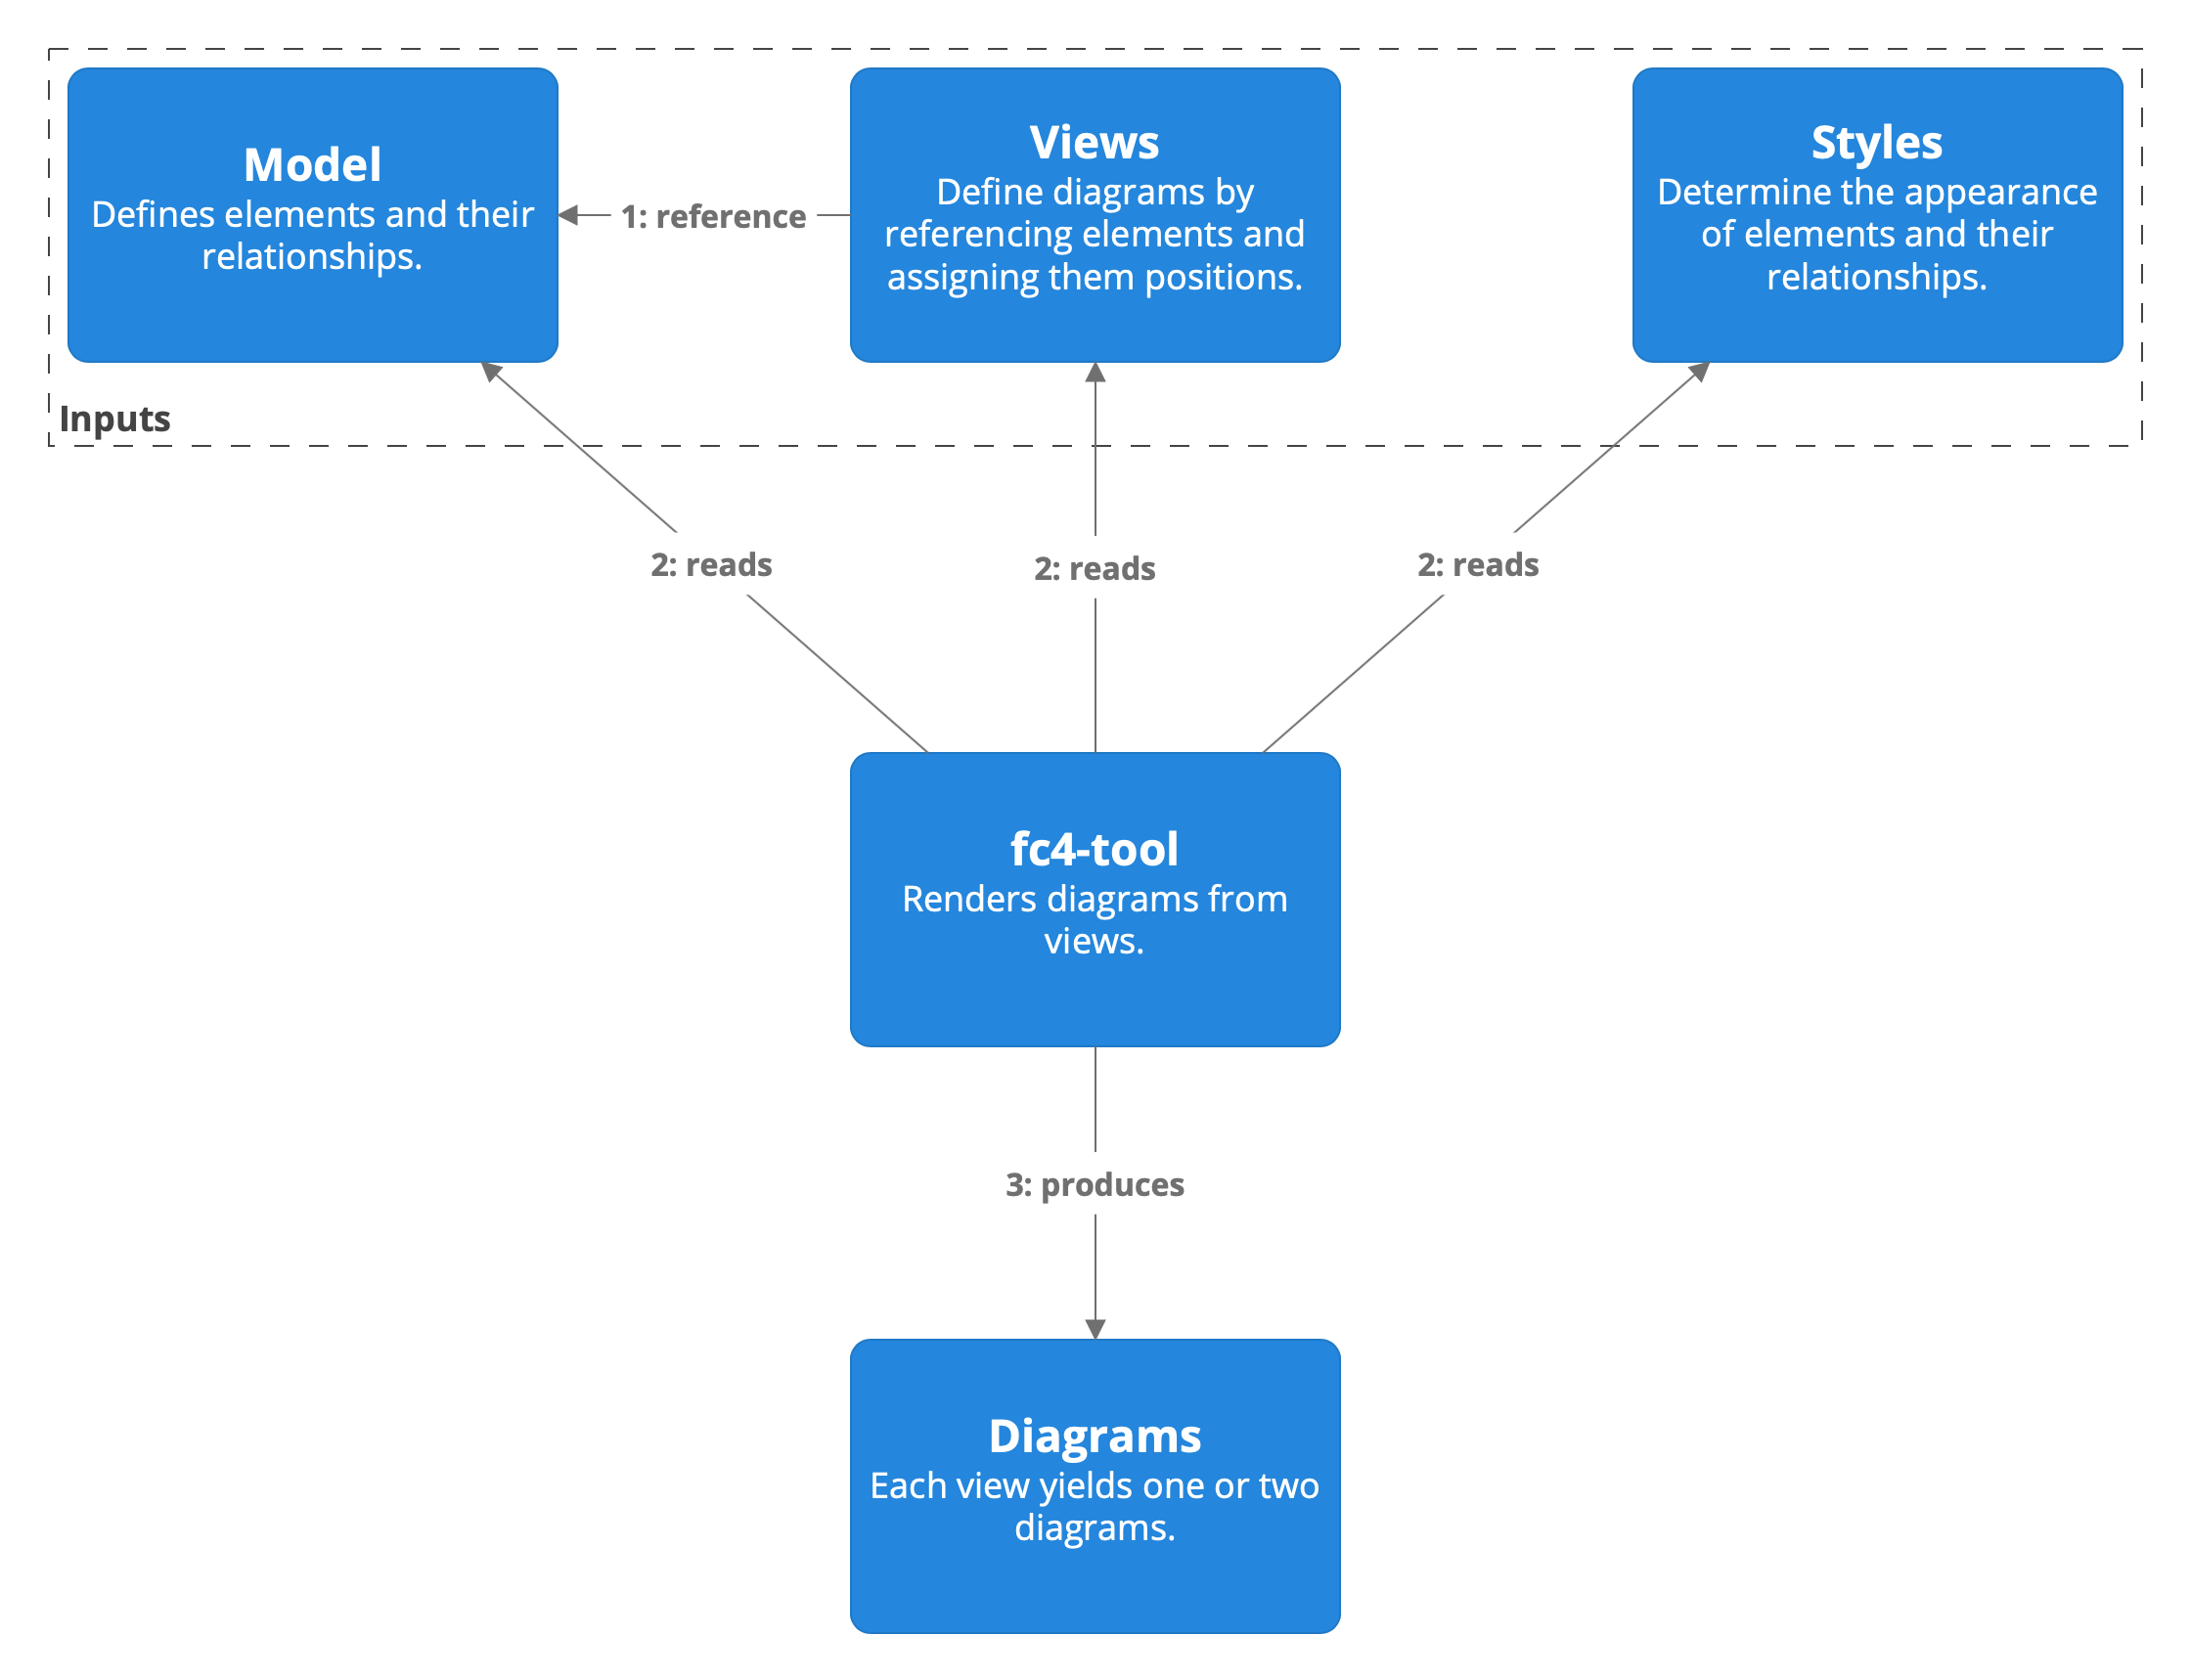 Model
Defines elements and their
relationships.
1: reference
Views
Define diagrams by
referencing elements and
assigning them positions.
Styles
Determine the appearance
of elements and their
relationships.
Inputs
2: reads
2: reads
2: reads
fc4-tool
Renders diagrams from
views.
3: produces
Diagrams
Each view yields one or two
diagrams.